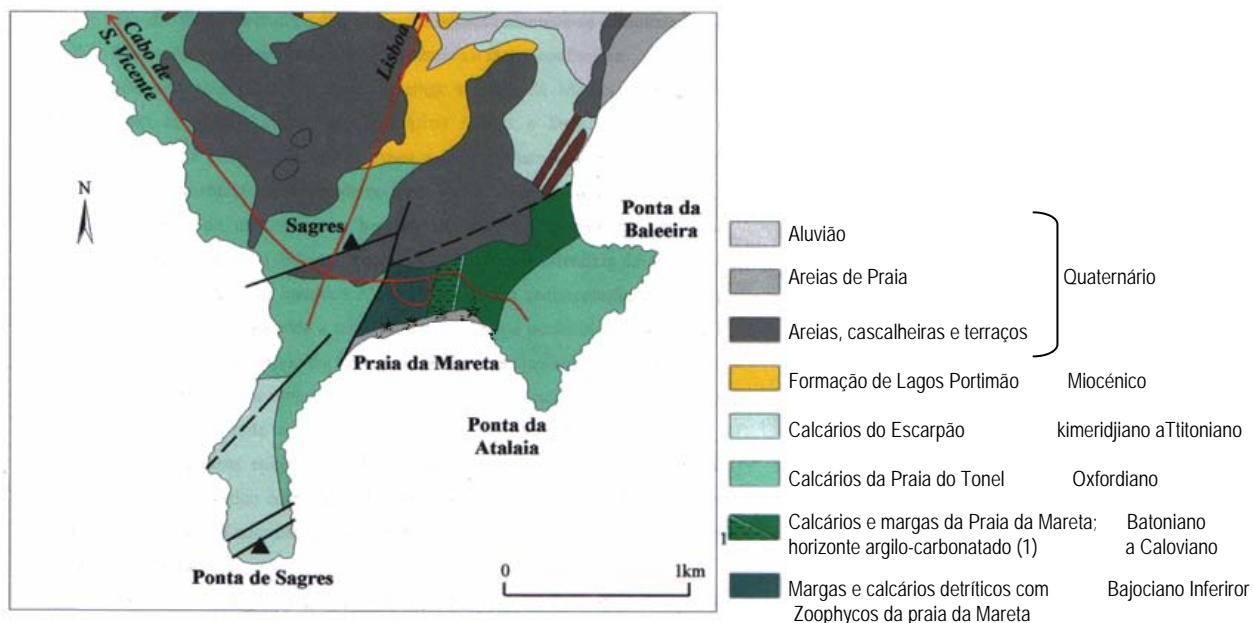 Cabo de
S. Vicente
Lisboa
N
Sagres
Ponta da
Baleeira
Praia da Mareta
Ponta da
Atalaia
Ponta de Sagres
0 1km
1
Aluvião
Areias de Praia Quaternário
Areias, cascalheiras e terraços
Formação de Lagos Portimão Miocénico
Calcários do Escarpão kimeridjiano aTtitoniano
Calcários da Praia do Tonel Oxfordiano
Calcários e margas da Praia da Mareta; Batoniano
horizonte argilo-carbonatado (1) a Caloviano
Margas e calcários detríticos com Bajociano Inferiror
Zoophycos da praia da Mareta